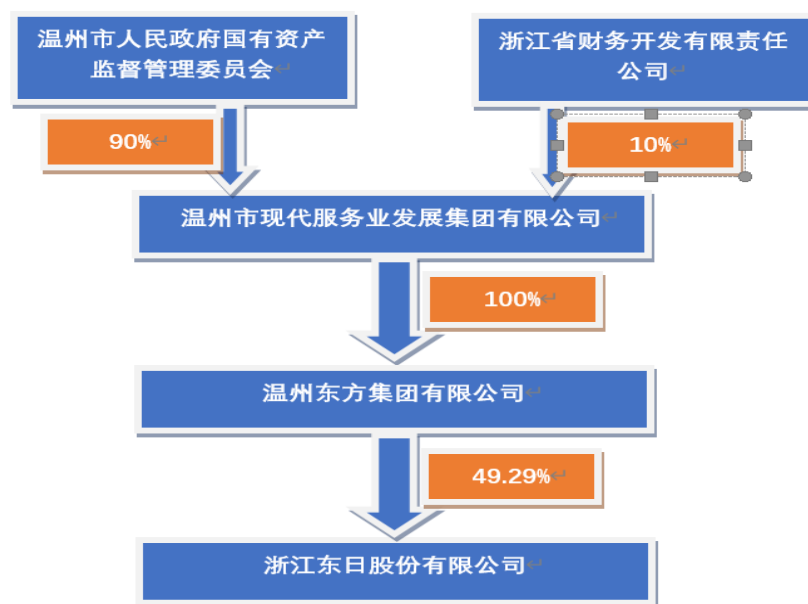 温州市人民政府国有资产
监督管理委员会
浙江省财务开发有限责任
公司
90%
10%
温州市现代服务业发展集团有限公司
100%
温州东方集团有限公司
49.29%
浙江东日股份有限公司